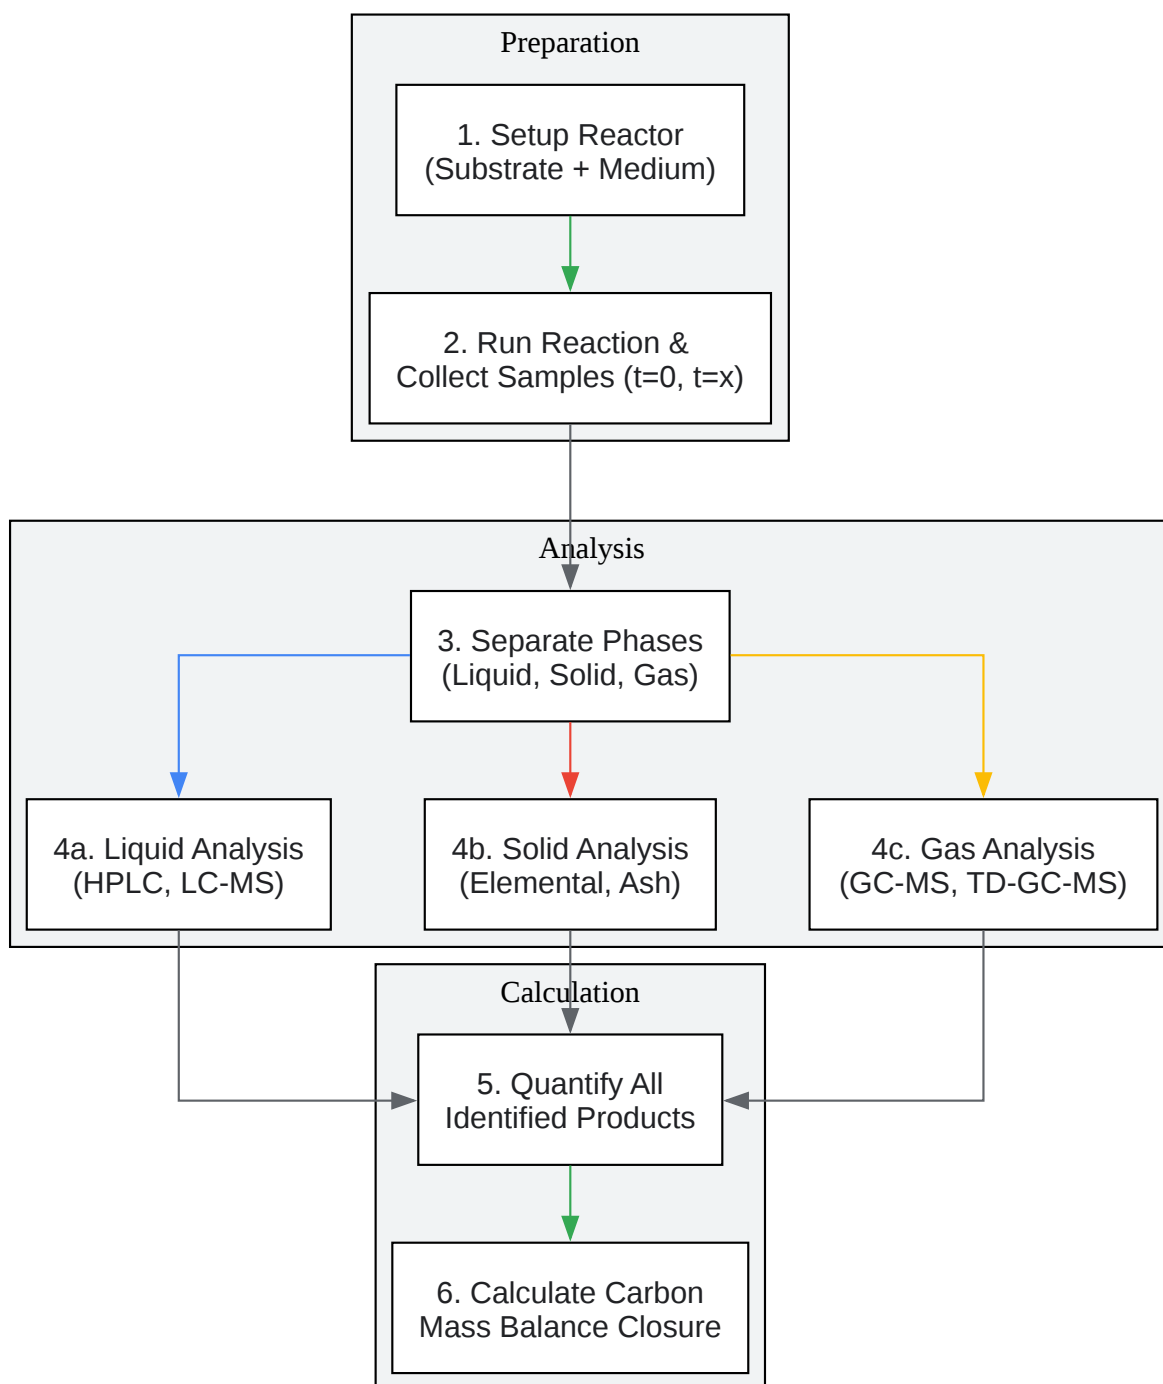 Preparation
1. Setup Reactor
(Substrate + Medium)
2. Run Reaction &
Collect Samples (t=0, t=x)
Analysis
3. Separate Phases
(Liquid, Solid, Gas)
4a. Liquid Analysis
(HPLC, LC-MS)
4b. Solid Analysis
(Elemental, Ash)
4c. Gas Analysis
(GC-MS, TD-GC-MS)
Calculation
5. Quantify All
Identified Products
6. Calculate Carbon
Mass Balance Closure